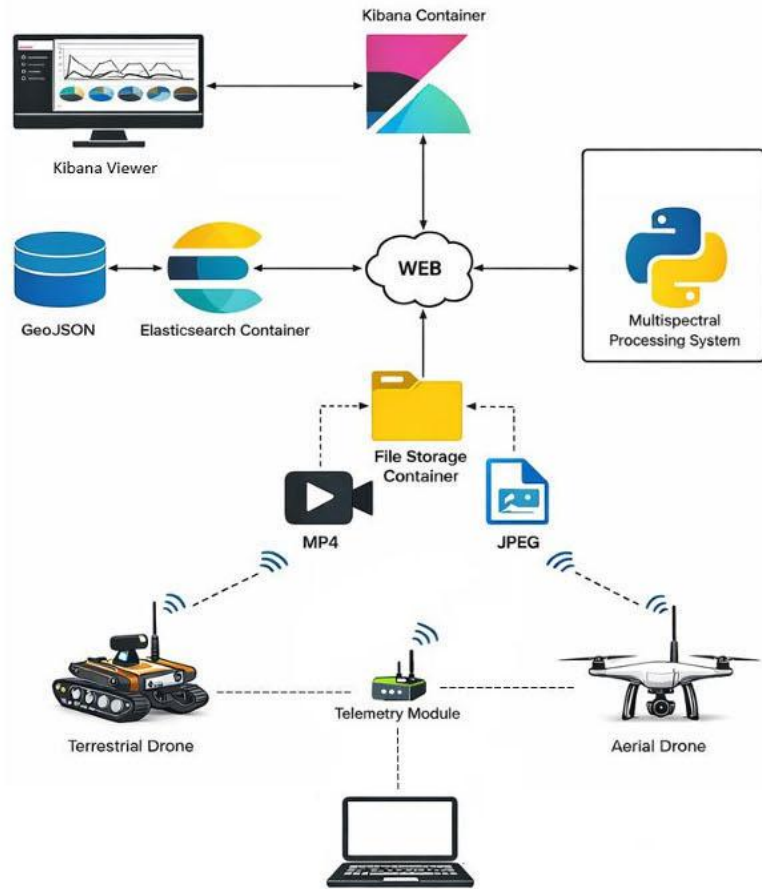 Kibana Container
Kibana Viewer
WEB
GeoJSON
Elasticsearch Container
Multispectral
Processing System
File Storage
Container
MP4
JPEG
Terrestrial Drone
Telemetry Module
Aerial Drone